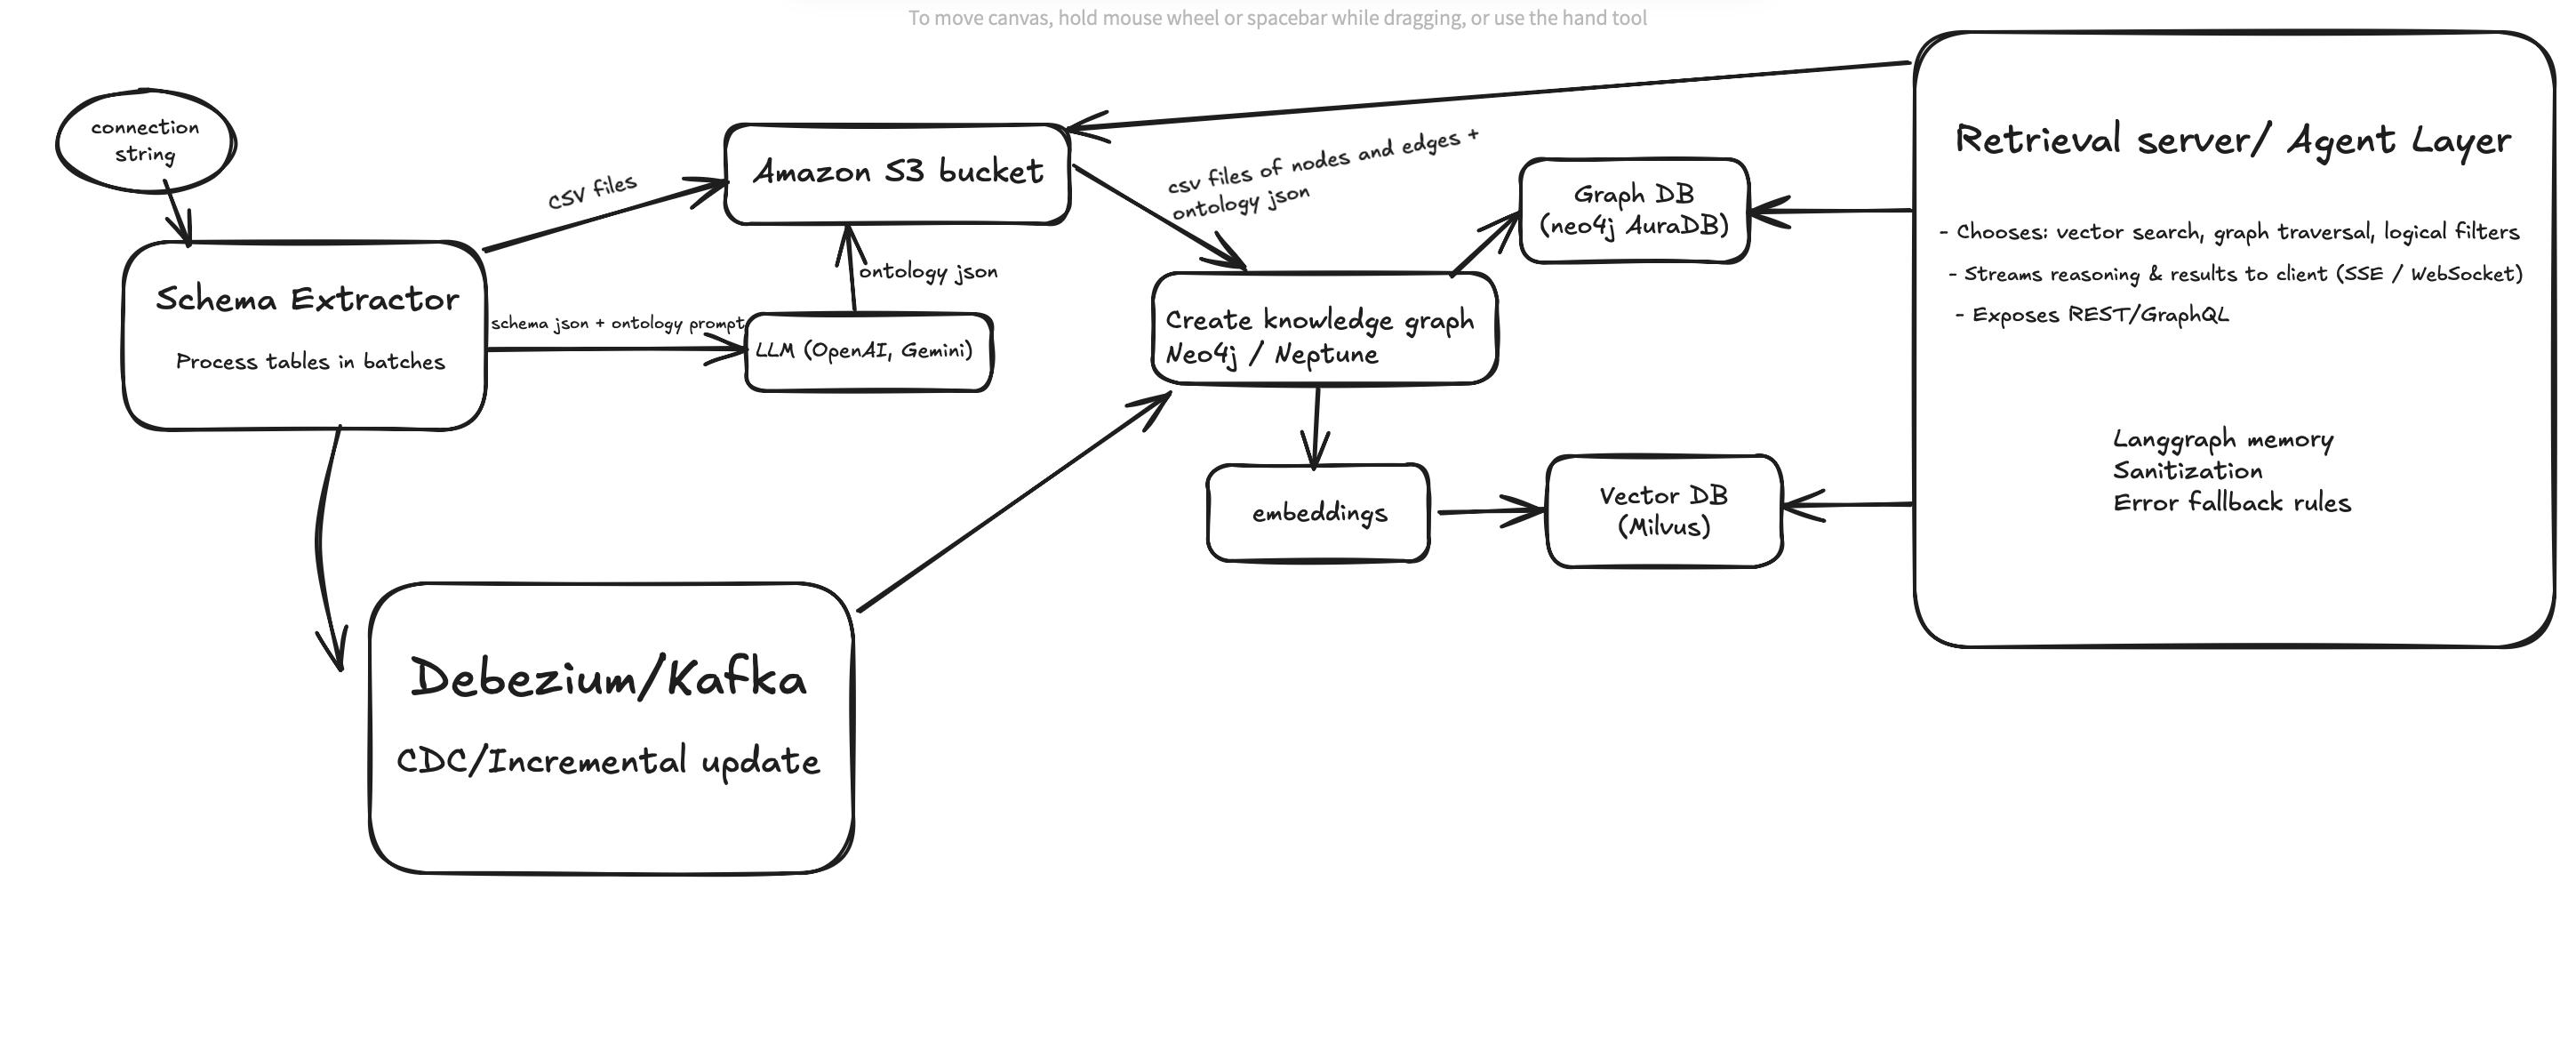 To move canvas, hold mouse wheel or spacebar while dragging, or use the hand tool
connection
string
Schema Extractor
Process tables in batches
CSV files
schema json + ontology prompt
Amazon S3 bucket
ontology json
LLM (OpenAI, Gemini)
csv files of nodes and edges +
ontology json
Create knowledge graph
Neo4j / Neptune
Graph DB
(neo4j AuraDB)
embeddings
Vector DB
(Milvus)
Debezium/Kafka
CDC/Incremental update
Retrieval server/ Agent Layer
- Chooses: vector search, graph traversal, logical filters
- Streams reasoning & results to client (SSE / WebSocket)
- Exposes REST/GraphQL
Langgraph memory
Sanitization
Error fallback rules